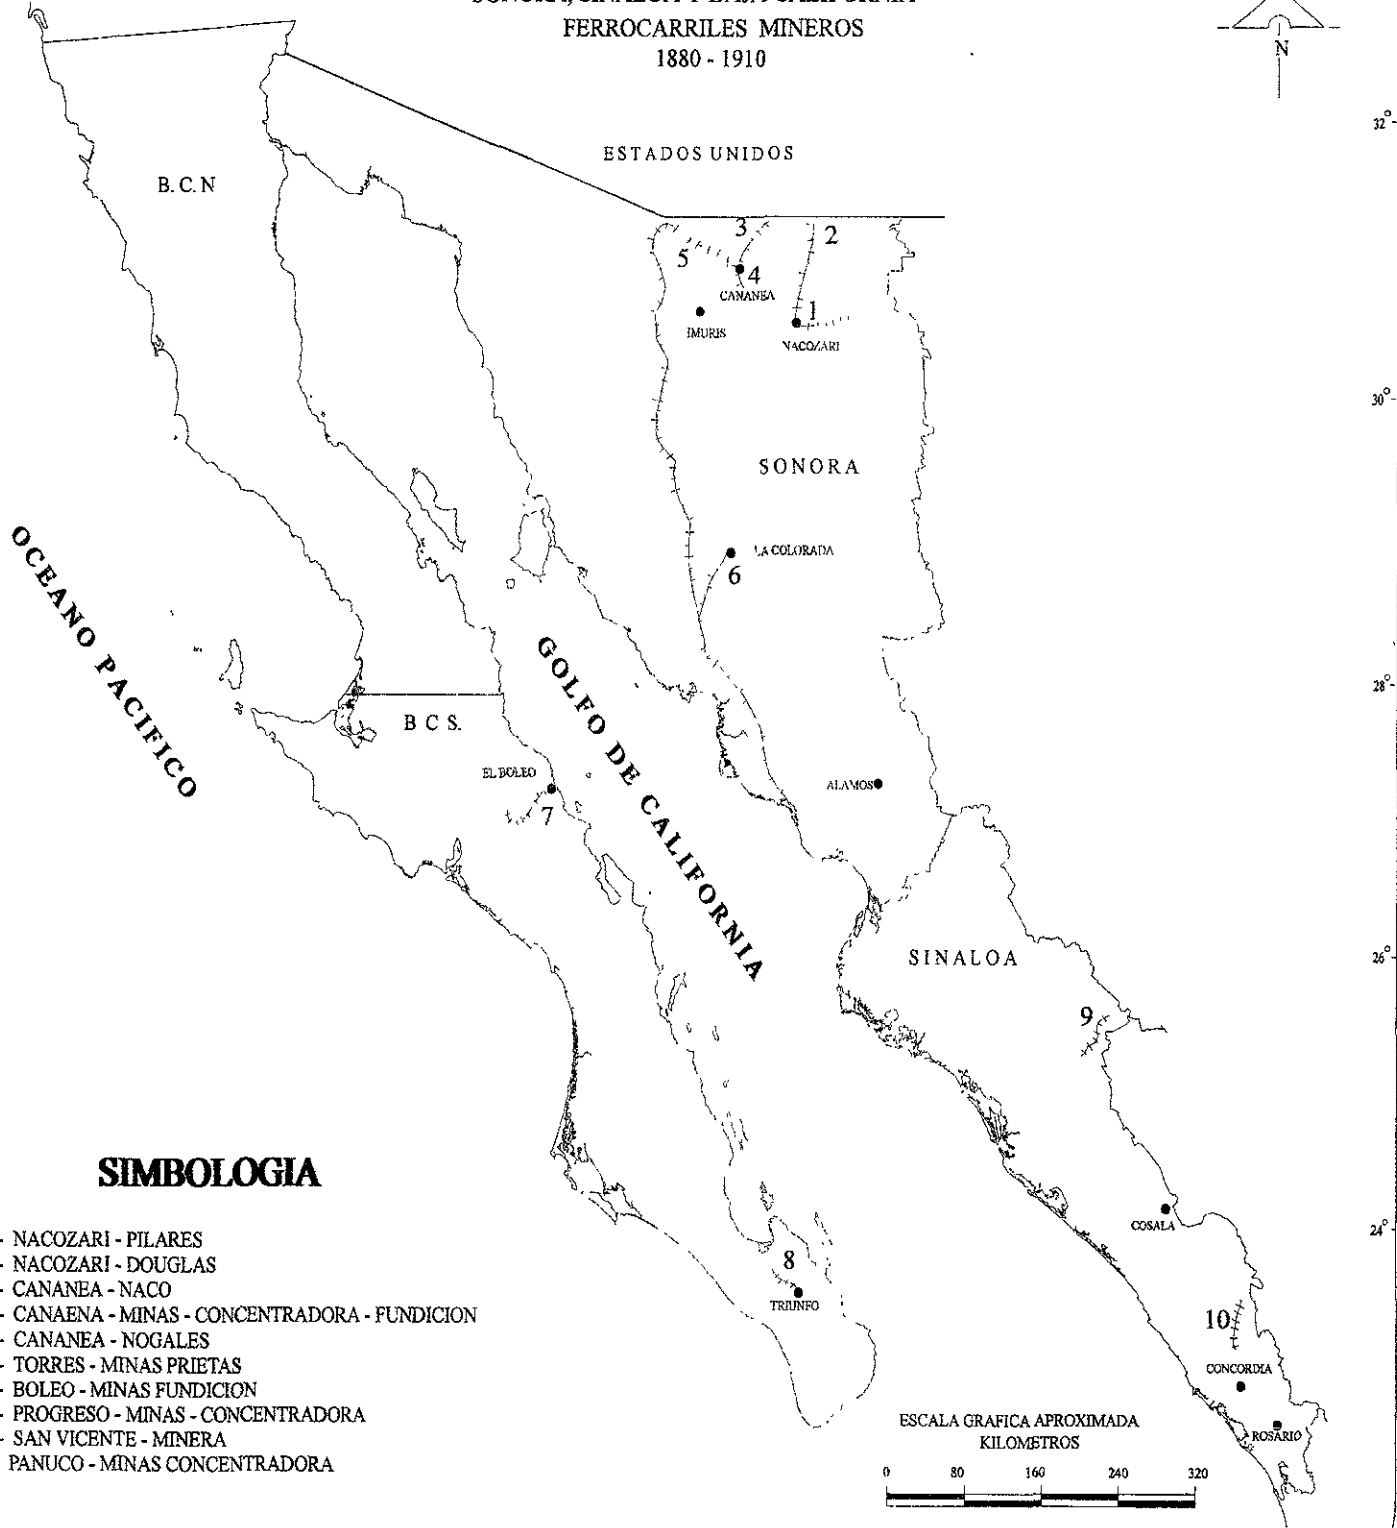 FERROCARRILES MINEROS
1880 - 1910
N
32°
ESTADOS UNIDOS
B. C. N
3
2
5
4
CANANEA
1
IMURIS
NACOZARI
30°
SONORA
LA COLORADA
6
OCEANO PACIFICO
GOLFO DE CALIFORNIA
28°
B C S.
EL BOLEO
7
ALAMOS
SINALOA
26°
9
SIMBOLOGIA
COSALA
24°
8
TRIUNFO
- NACOZARI - PILARES
- NACOZARI - DOUGLAS
- CANANEA - NACO
- CANAENA - MINAS - CONCENTRADORA - FUNDICION
- CANANEA - NOGALES
- TORRES - MINAS PRIETAS
- BOLEO - MINAS FUNDICION
- PROGRESO - MINAS - CONCENTRADORA
- SAN VICENTE - MINERA
PANUCO - MINAS CONCENTRADORA
10
CONCORDIA
ROSARIO
ESCALA GRAFICA APROXIMADA
KILOMETROS
0 80 160 240 320